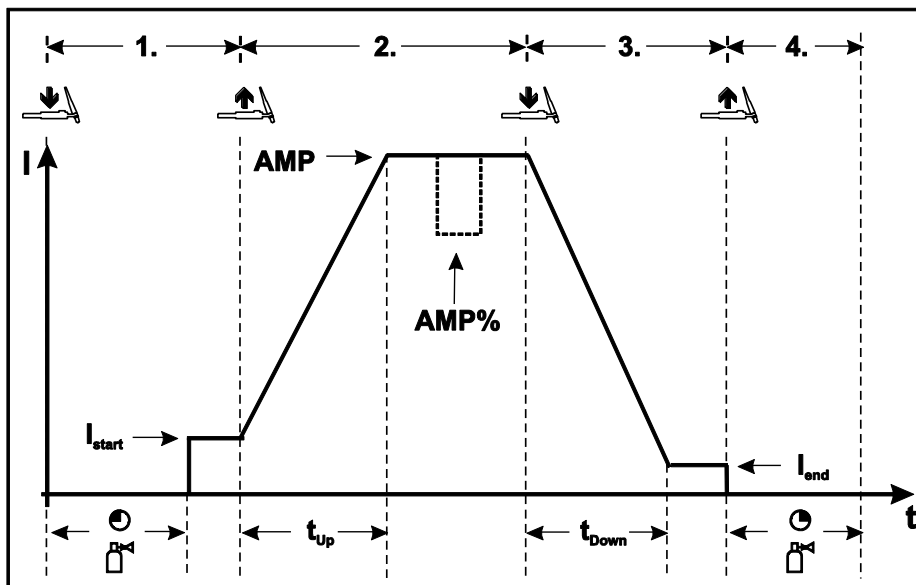 1. 2. 3. 4.
I
AMP
AMP%
Istart
Iend
t
tUp tDown